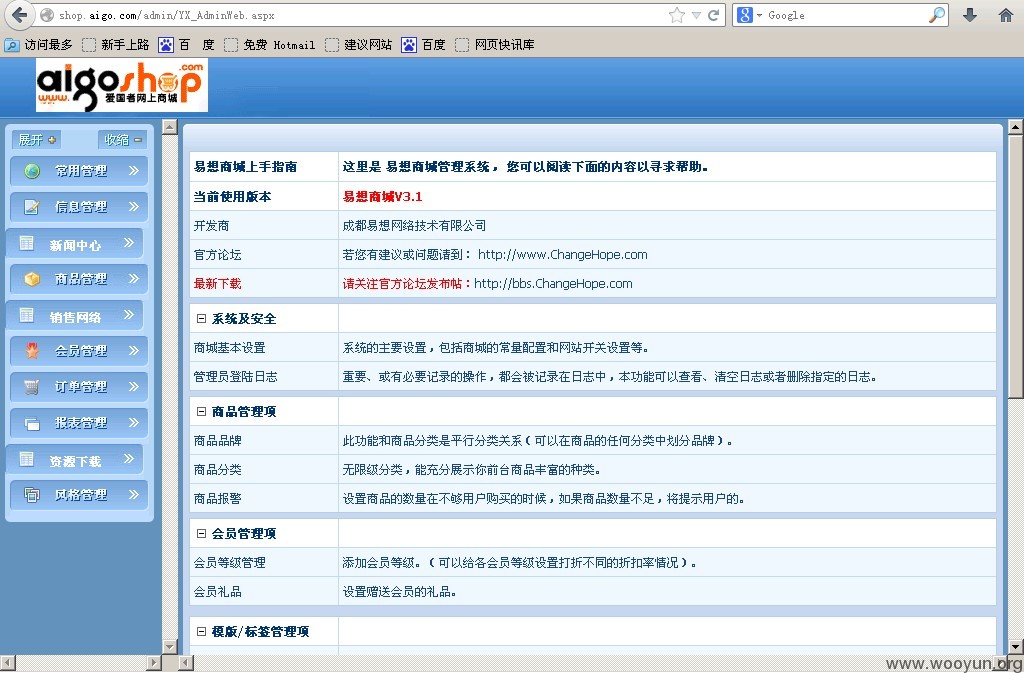 shop.aigo.com/admin/YX_AdminWeb.aspx
Google
访问最多 新手上路 百 度 免费 Hotmail 建议网站 百度 网页快讯库
aigoshop.com
www. 爱国者网上商城
展开 收缩
常用管理
信息管理
新闻中心
商品管理
销售网络
会员管理
订单管理
报表管理
资源下载
风格管理
易想商城上手指南 这里是 易想商城管理系统，您可以阅读下面的内容以寻求帮助。
当前使用版本 易想商城V3.1
开发商 成都易想网络技术有限公司
官方论坛 若您有建议或问题请到： http://www.ChangeHope.com
最新下载 请关注官方论坛发布帖：http://bbs.ChangeHope.com
系统及安全
商城基本设置 系统的主要设置，包括商城的常量配置和网站开关设置等。
管理员登陆日志 重要、或有必要记录的操作，都会被记录在日志中，本功能可以查看、清空日志或者删除指定的日志。
商品管理项
商品品牌 此功能和商品分类是平行分类关系（可以在商品的任何分类中划分品牌）。
商品分类 无限级分类，能充分展示你前台商品丰富的种类。
商品报警 设置商品的数量在不够用户购买的时候，如果商品数量不足，将提示用户的。
会员管理项
会员等级管理 添加会员等级。（可以给各会员等级设置打折不同的折扣率情况）。
会员礼品 设置赠送会员的礼品。
模版/标签管理项
www.wooyun.org